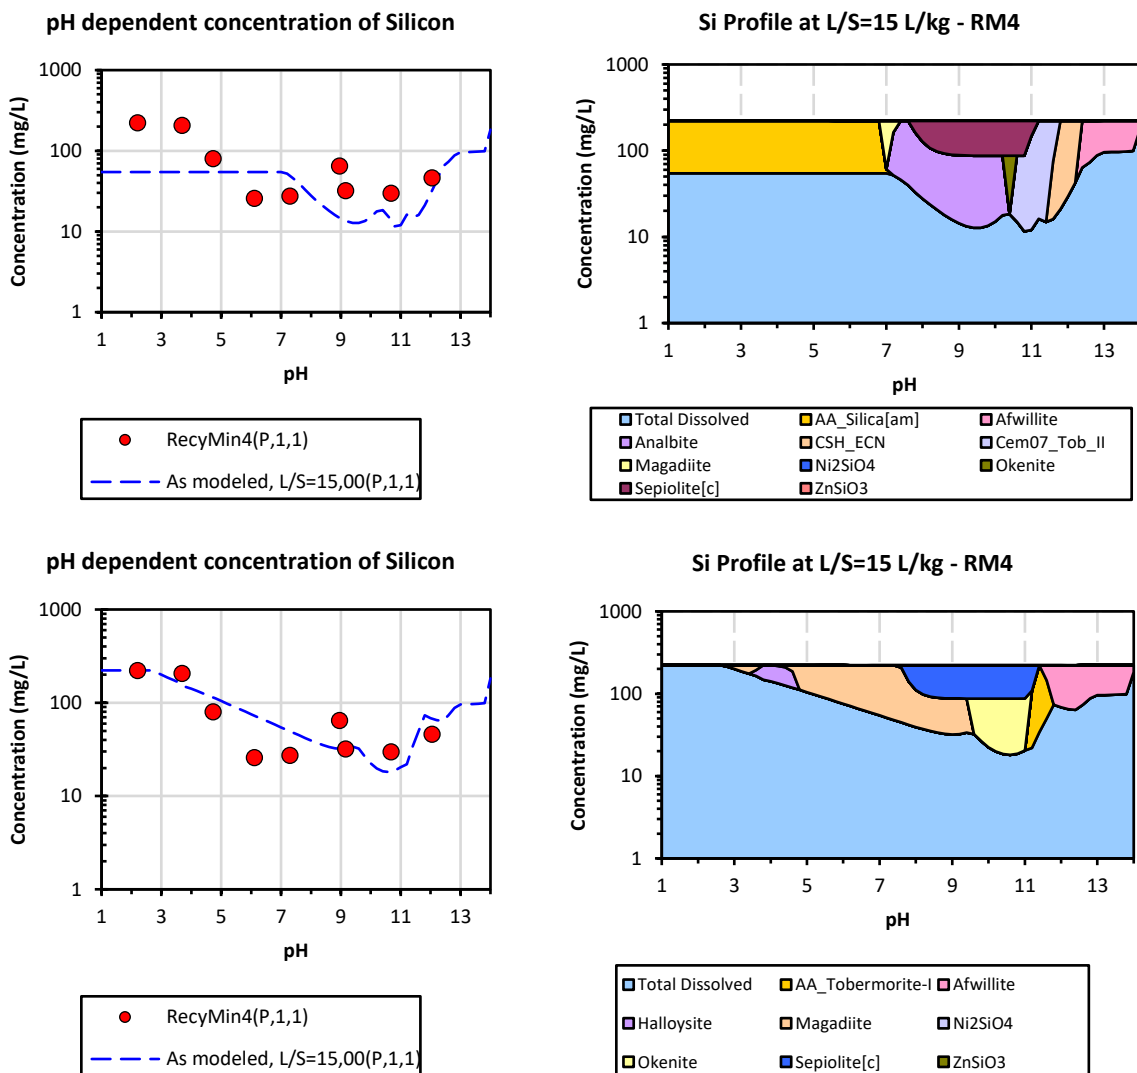 pH dependent concentration of Silicon
Concentration (mg/L)
1000
100
10
1
1 3 5 7 9 11 13
pH
RecyMin4(P,1,1)
As modeled, L/S=15,00(P,1,1)
Si Profile at L/S=15 L/kg - RM4
Concentration (mg/L)
1000
100
10
1
1 3 5 7 9 11 13
pH
Total Dissolved AA_Silica[am] Afwillite
Analbite CSH_ECN Cem07_Tob_II
Magadiite Ni2SiO4 Okenite
Sepiolite[c] ZnSiO3
pH dependent concentration of Silicon
Concentration (mg/L)
1000
100
10
1
1 3 5 7 9 11 13
pH
RecyMin4(P,1,1)
As modeled, L/S=15,00(P,1,1)
Si Profile at L/S=15 L/kg - RM4
Concentration (mg/L)
1000
100
10
1
1 3 5 7 9 11 13
pH
Total Dissolved AA_Tobermorite-I Afwillite
Halloysite Magadiite Ni2SiO4
Okenite Sepiolite[c] ZnSiO3